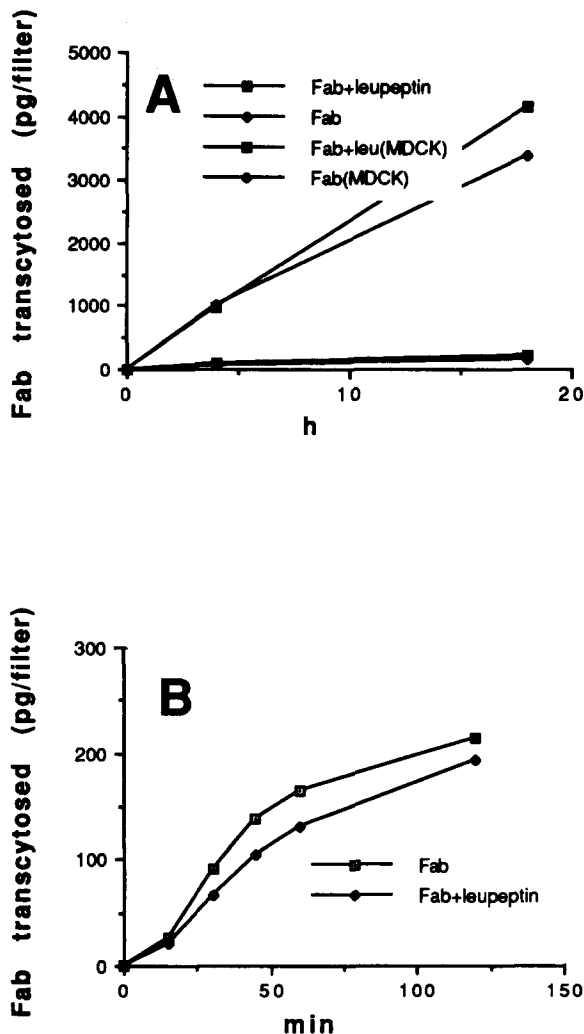 A
Fab transcytosed (pg/filter)
5000
4000
3000
2000
1000
0
Fab+leupeptin
Fab
Fab+leu(MDCK)
Fab(MDCK)
0 10 20
h
B
Fab transcytosed (pg/filter)
300
200
100
0
Fab
Fab+leupeptin
0 50 100 150
min